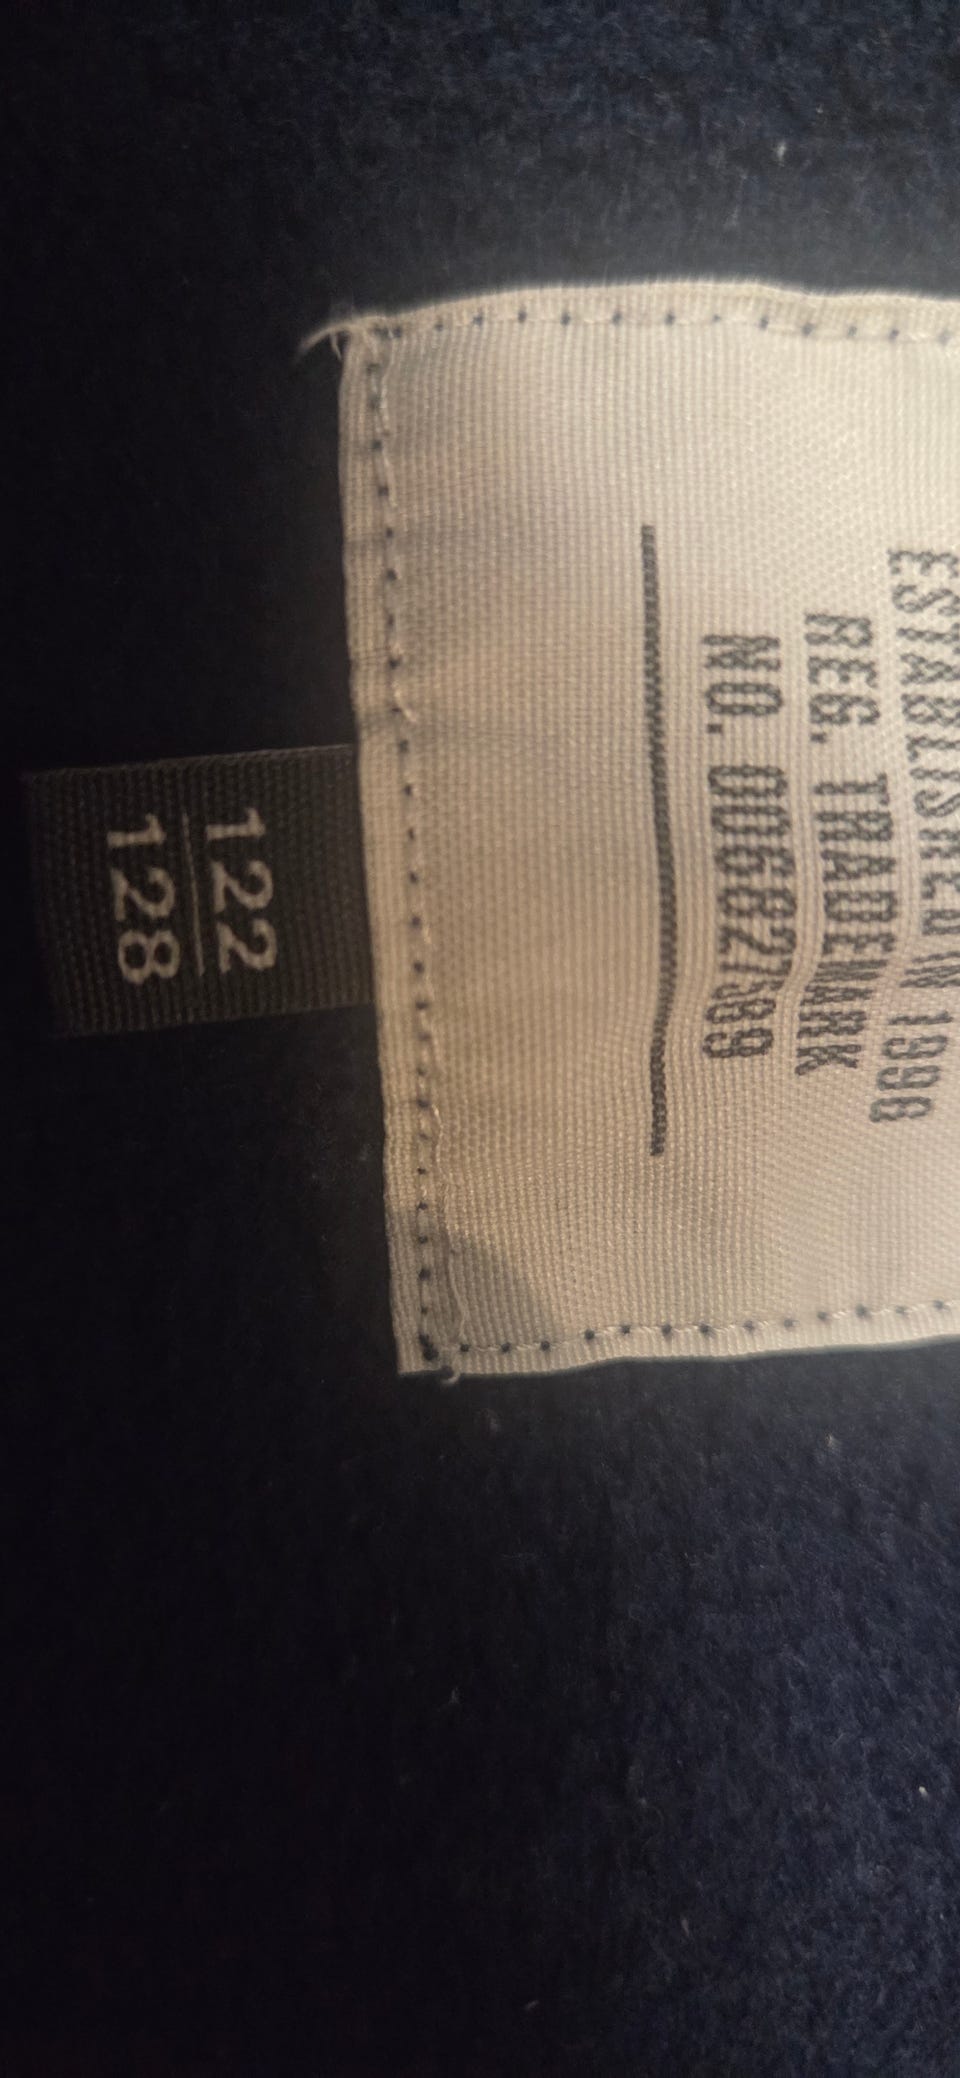 ESTABLISHED IN 1996
REG. TRADEMARK
NO. 00682789
122
128